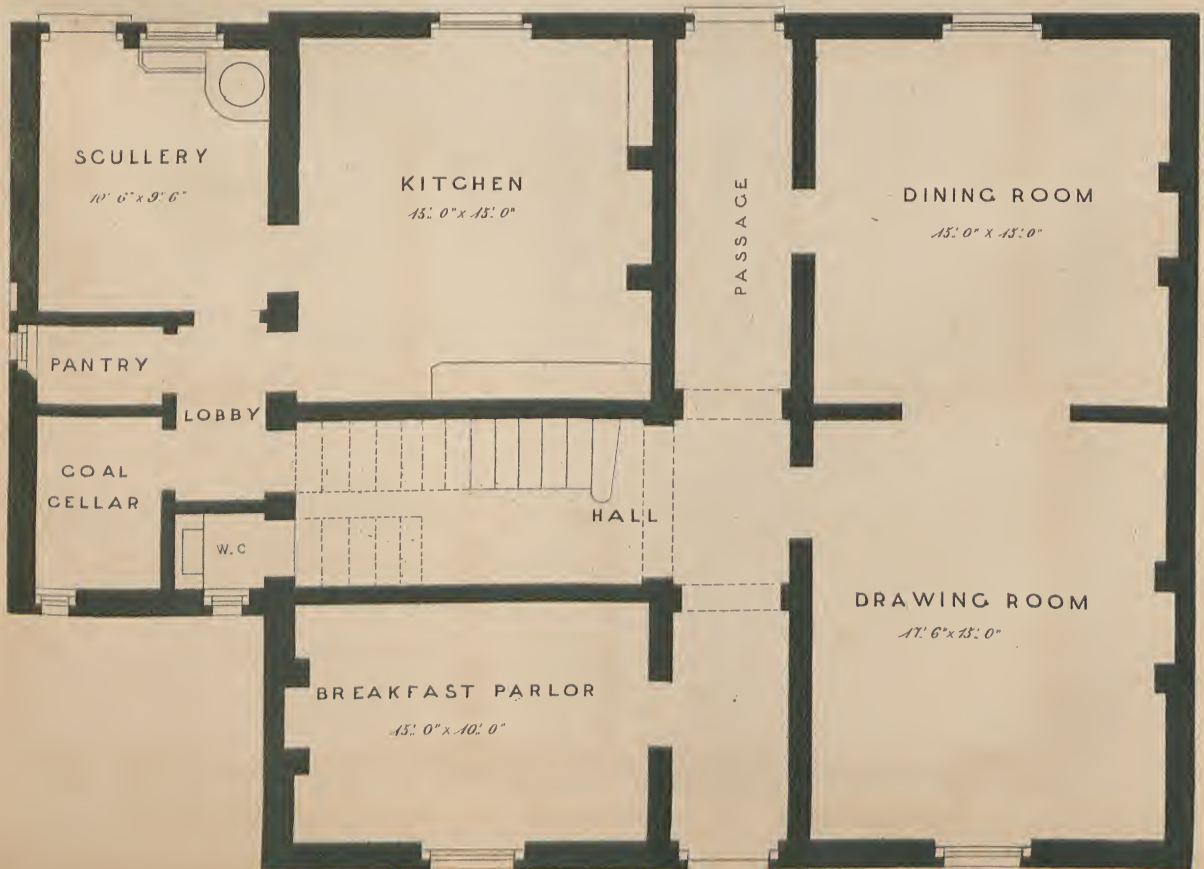 SCULLERY
10' 6" x 9' 6"
KITCHEN
15' 0" x 15' 0"
PASSAGE
DINING ROOM
15' 0" x 15' 0"
PANTRY
LOBBY
COAL
CELLAR
W.C
HALL
DRAWING ROOM
17' 6" x 15' 0"
BREAKFAST PARLOR
15' 0" x 10' 0"